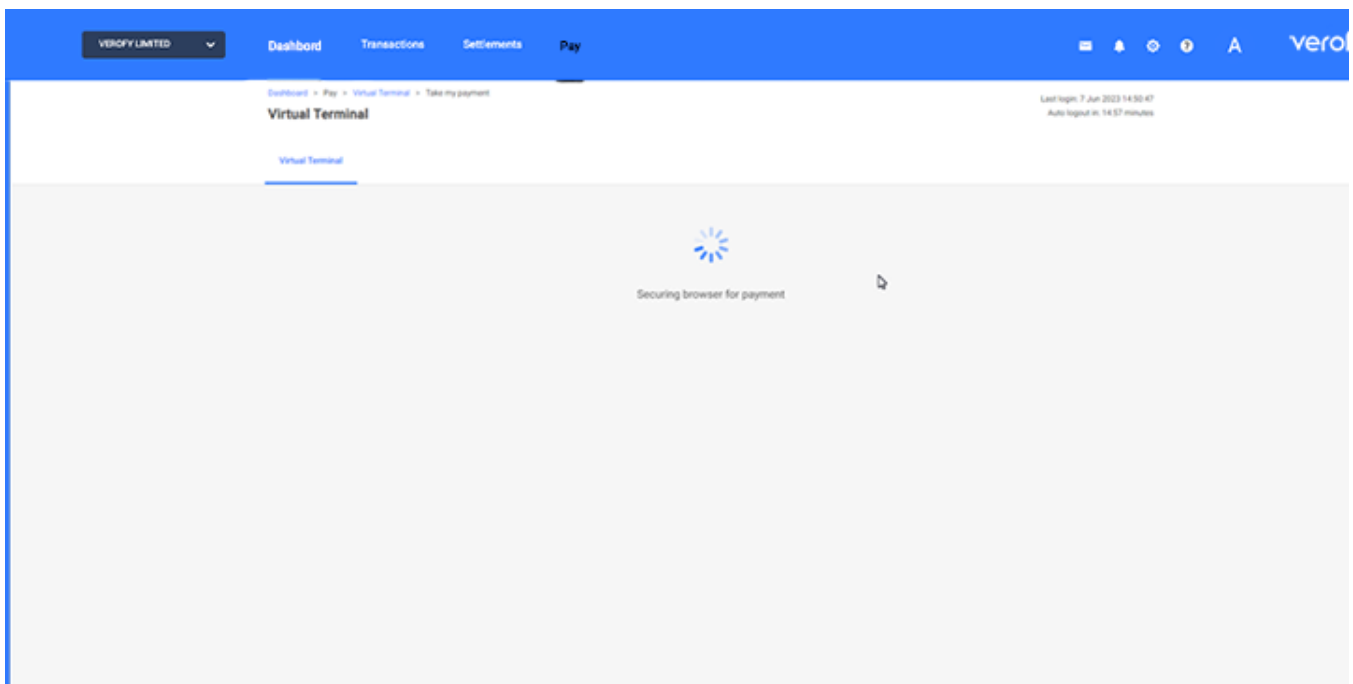 VEROFY LIMITED
Dashbord Transactions Settlements Pay
A verof
Dashboard > Pay > Virtual Terminal > Take my payment
Virtual Terminal
Last login: 7 Jun 2023 14:50:47
Auto logout in: 14:57 minutes
Virtual Terminal
Securing browser for payment